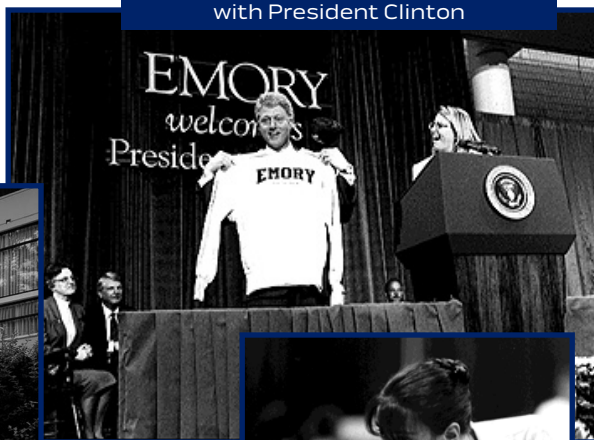 with President Clinton
EMORY
welcomes
Preside
EMORY